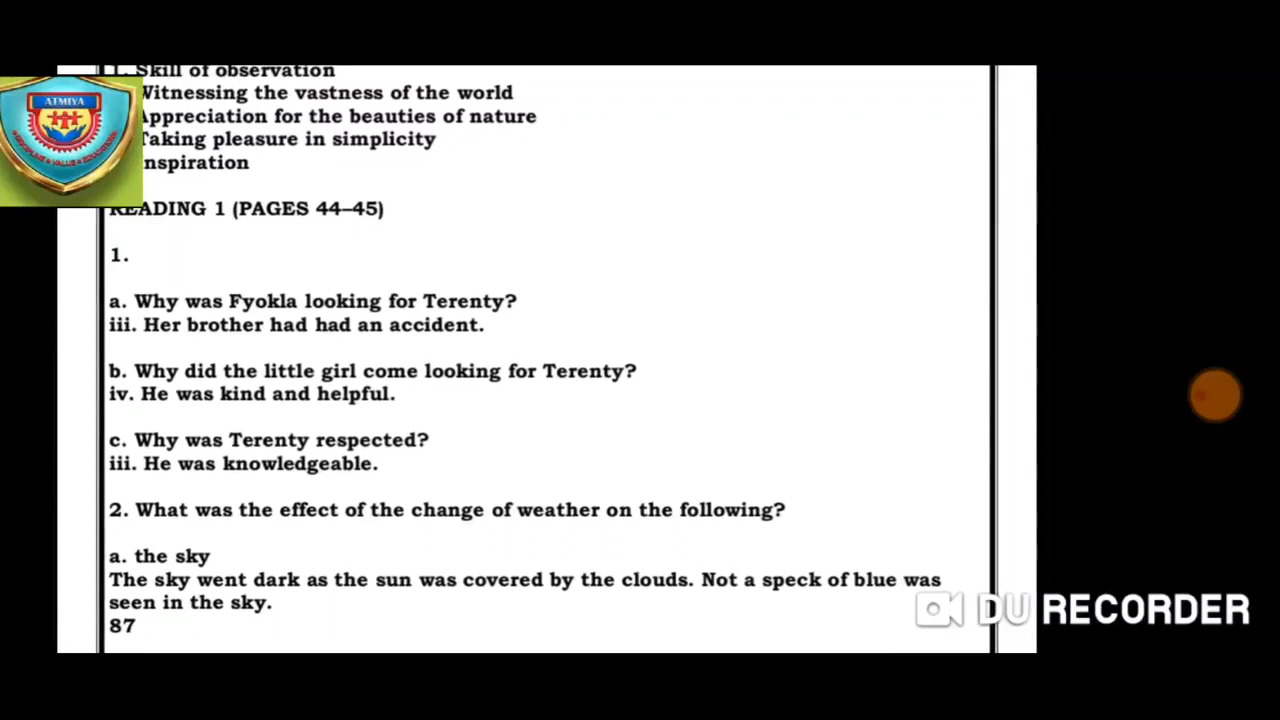 1. Skill of observation
Witnessing the vastness of the world
Appreciation for the beauties of nature
Taking pleasure in simplicity
nspiration
ATMIYA
READING 1 (PAGES 44–45)
1.
a. Why was Fyokla looking for Terenty?
iii. Her brother had had an accident.
b. Why did the little girl come looking for Terenty?
iv. He was kind and helpful.
c. Why was Terenty respected?
iii. He was knowledgeable.
2. What was the effect of the change of weather on the following?
a. the sky
The sky went dark as the sun was covered by the clouds. Not a speck of blue was
seen in the sky.
87
DU RECORDER